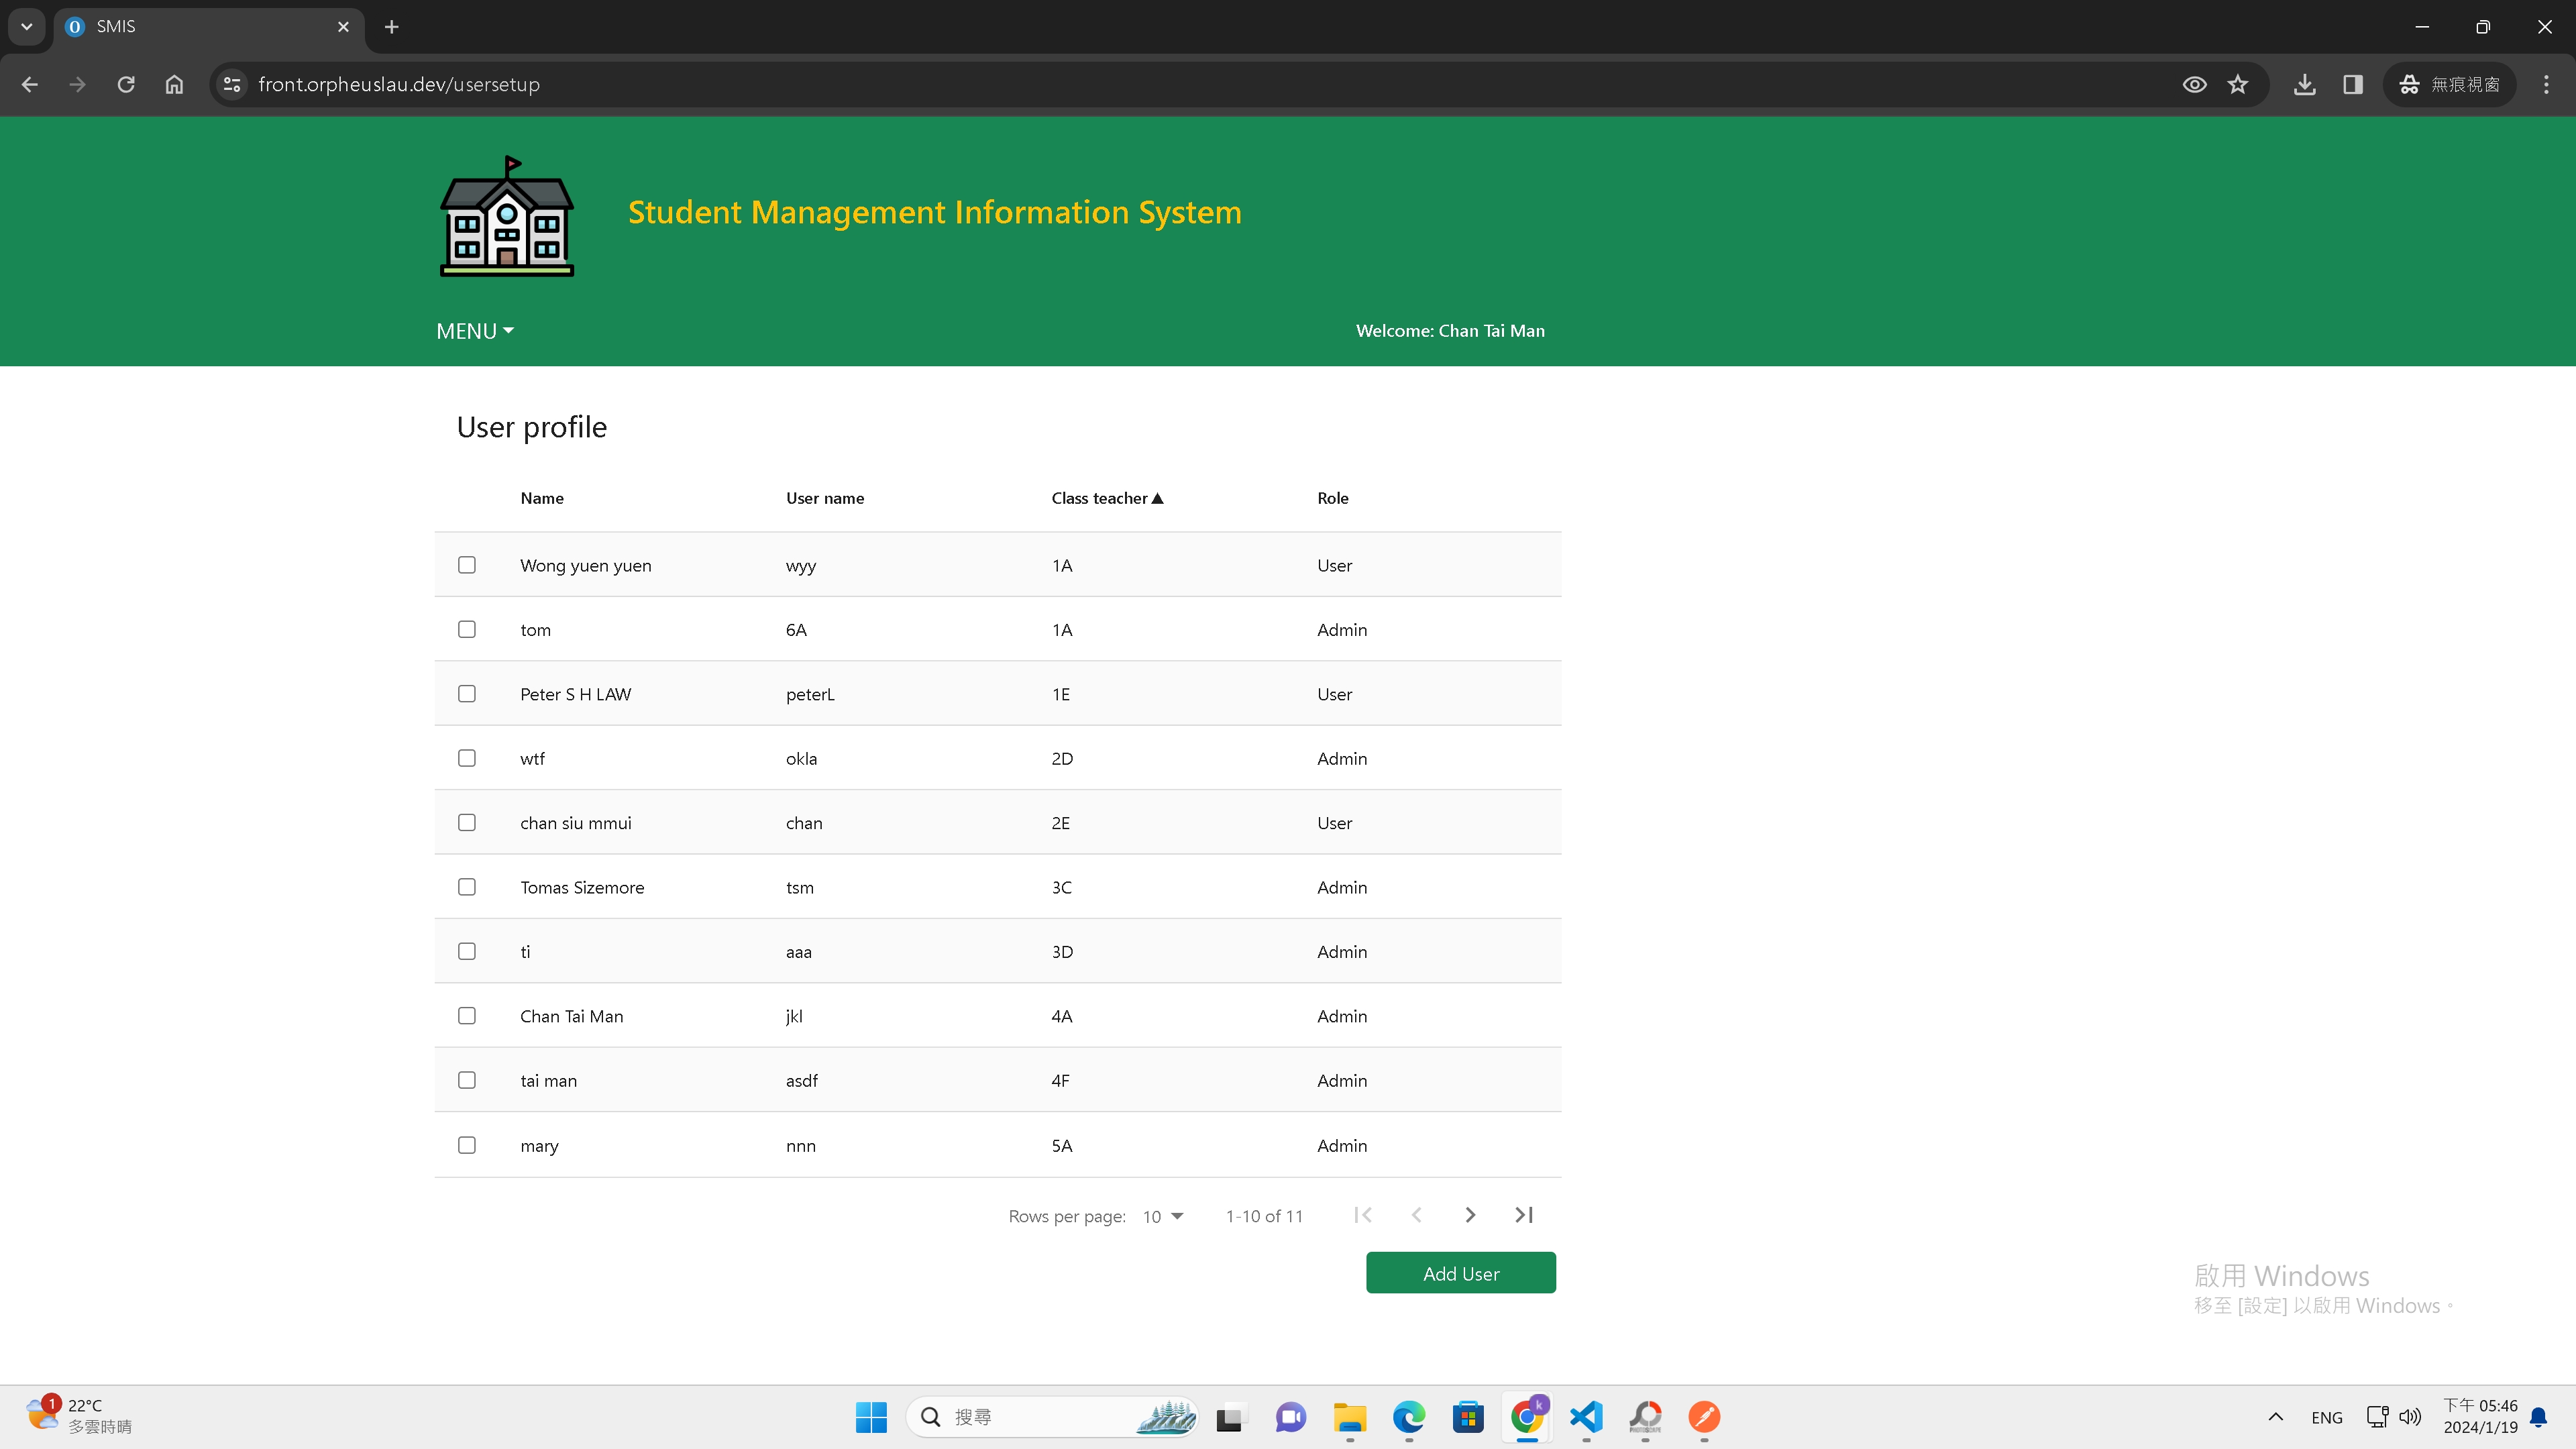 SMIS
front.orpheuslau.dev/usersetup
無痕視窗
Student Management Information System
MENU
Welcome: Chan Tai Man
User profile
Name User name Class teacher▲ Role
Wong yuen yuen wyy 1A User
tom 6A 1A Admin
Peter S H LAW peterL 1E User
wtf okla 2D Admin
chan siu mmui chan 2E User
Tomas Sizemore tsm 3C Admin
ti aaa 3D Admin
Chan Tai Man jkl 4A Admin
tai man asdf 4F Admin
mary nnn 5A Admin
Rows per page: 10 1-10 of 11
Add User
啟用 Windows
移至 [設定] 以啟用 Windows。
1
22°C
多雲時晴
搜尋
k
ENG
下午 05:46
2024/1/19